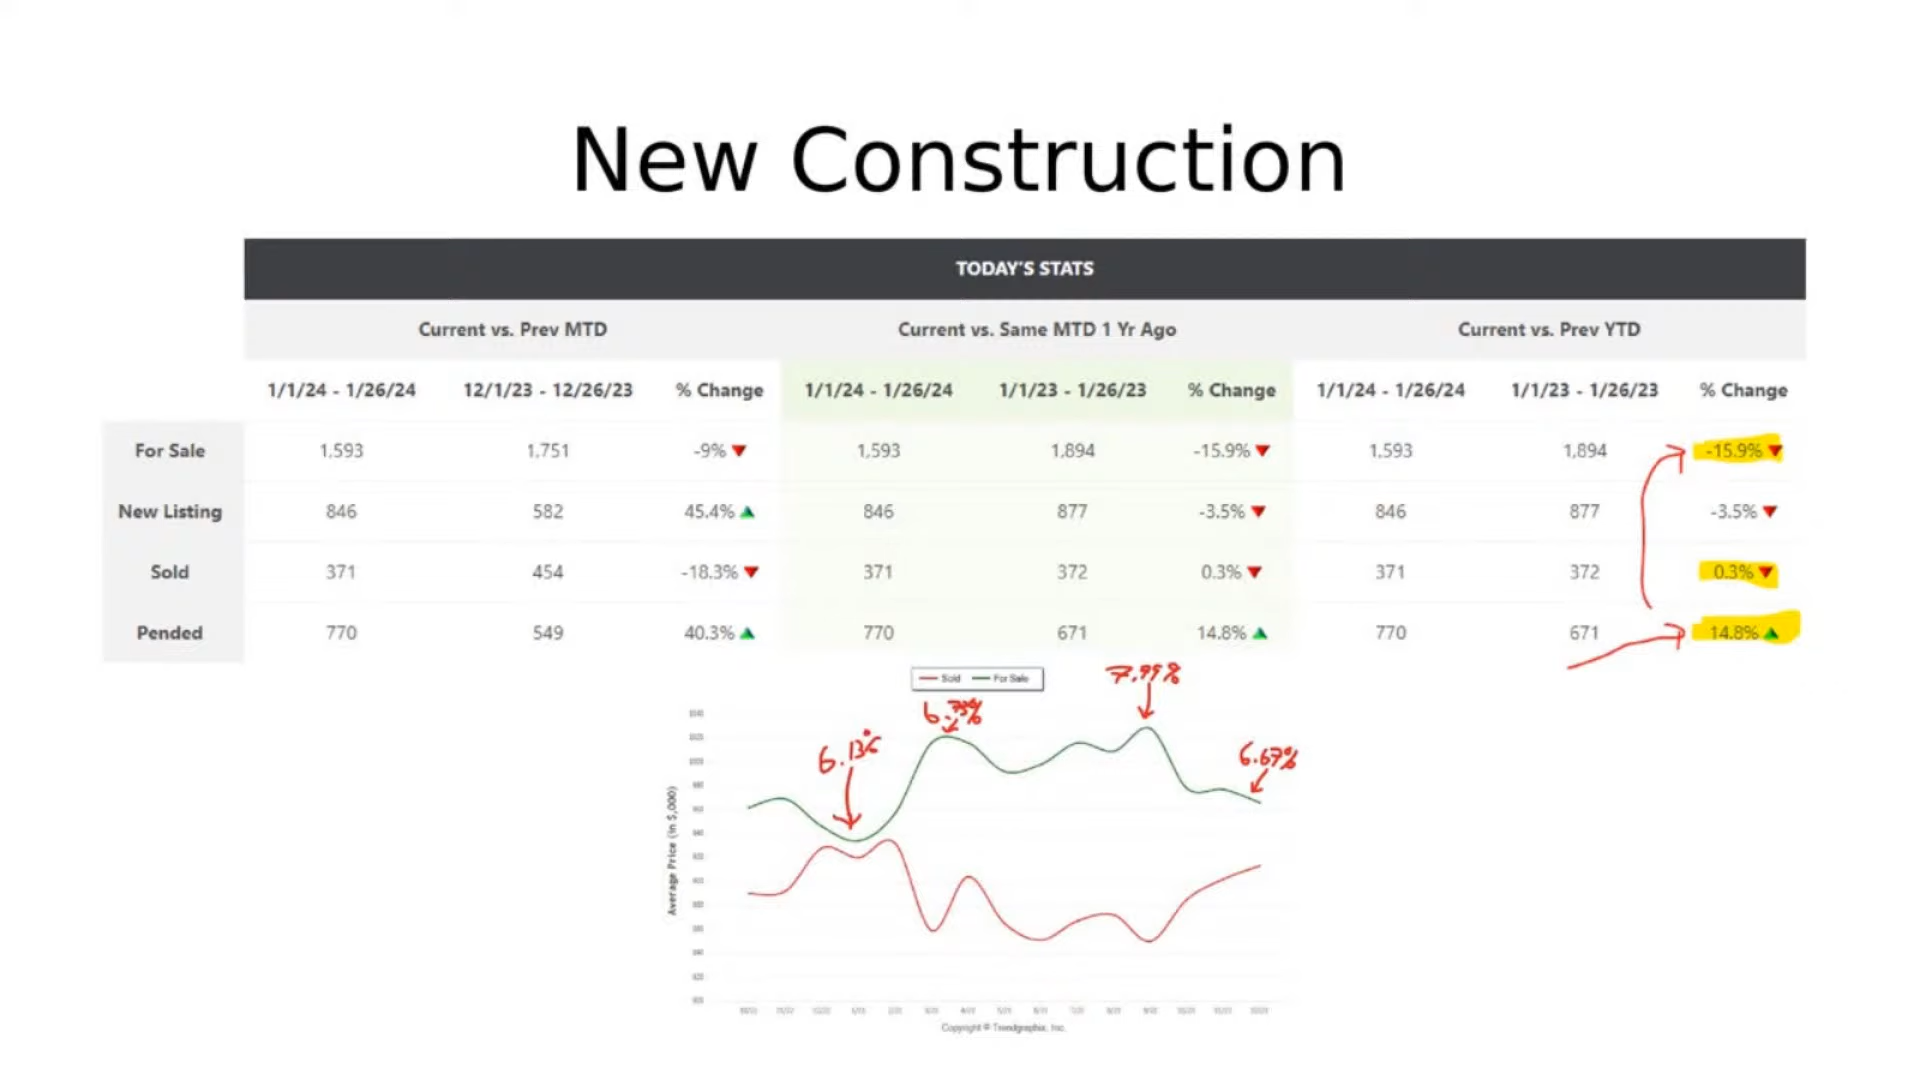 New Construction
TODAY'S STATS
Current vs. Prev MTD Current vs. Same MTD 1 Yr Ago Current vs. Prev YTD
1/1/24 - 1/26/24 12/1/23 - 12/26/23 % Change 1/1/24 - 1/26/24 1/1/23 - 1/26/23 % Change 1/1/24 - 1/26/24 1/1/23 - 1/26/23 % Change
For Sale 1,593 1,751 -9% 1,593 1,894 -15.9% 1,593 1,894 -15.9%
New Listing 846 582 45.4% 846 877 -3.5% 846 877 -3.5%
Sold 371 454 -18.3% 371 372 0.3% 371 372 0.3%
Pended 770 549 40.3% 770 671 14.8% 770 671 14.8%
Sold For Sale
7.99%
6.13%
6.67%
Average Price (in $,000)
Copyright © Trendgraphix, Inc.